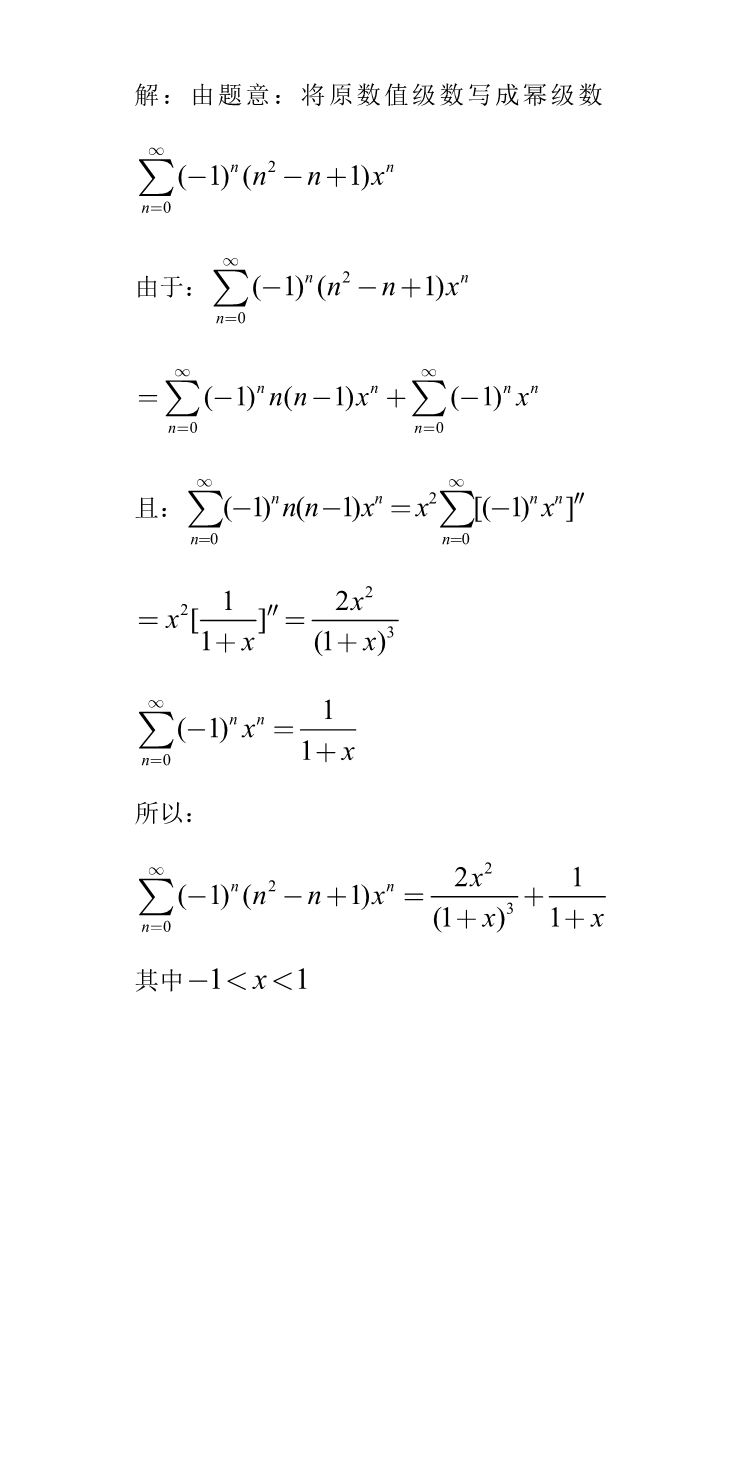 解：由题意：将原数值级数写成幂级数
$\sum_{n=0}^{\infty}(-1)^n(n^2-n+1)x^n$
由于：$\sum_{n=0}^{\infty}(-1)^n(n^2-n+1)x^n$
$=\sum_{n=0}^{\infty}(-1)^n n(n-1)x^n+\sum_{n=0}^{\infty}(-1)^n x^n$
且：$\sum_{n=0}^{\infty}(-1)^n n(n-1)x^n=x^2\sum_{n=0}^{\infty}[(-1)^n x^n]''$
$=x^2[\frac{1}{1+x}]''=\frac{2x^2}{(1+x)^3}$
$\sum_{n=0}^{\infty}(-1)^n x^n=\frac{1}{1+x}$
所以：
$\sum_{n=0}^{\infty}(-1)^n(n^2-n+1)x^n=\frac{2x^2}{(1+x)^3}+\frac{1}{1+x}$
其中$-1<x<1$